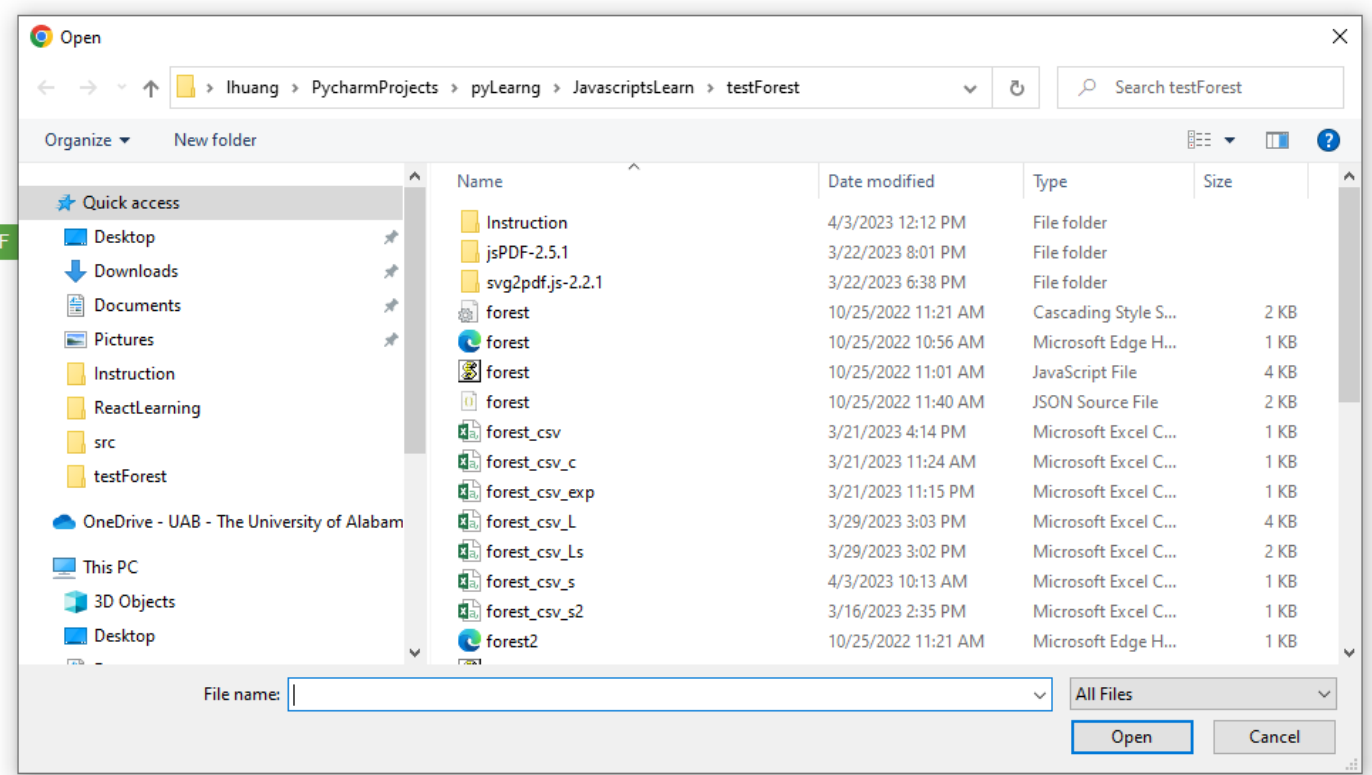 Open
lhuang > PycharmProjects > pyLearng > JavascriptsLearn > testForest
Search testForest
Organize
New folder
Name Date modified Type Size
Quick access
Desktop
Downloads
Documents
Pictures
Instruction
ReactLearning
src
testForest
OneDrive - UAB - The University of Alabam
This PC
3D Objects
Desktop
F
Instruction 4/3/2023 12:12 PM File folder
jsPDF-2.5.1 3/22/2023 8:01 PM File folder
svg2pdf.js-2.2.1 3/22/2023 6:38 PM File folder
forest 10/25/2022 11:21 AM Cascading Style S... 2 KB
forest 10/25/2022 10:56 AM Microsoft Edge H... 1 KB
forest 10/25/2022 11:01 AM JavaScript File 4 KB
forest 10/25/2022 11:40 AM JSON Source File 2 KB
forest_csv 3/21/2023 4:14 PM Microsoft Excel C... 1 KB
forest_csv_c 3/21/2023 11:24 AM Microsoft Excel C... 1 KB
forest_csv_exp 3/21/2023 11:15 PM Microsoft Excel C... 1 KB
forest_csv_L 3/29/2023 3:03 PM Microsoft Excel C... 4 KB
forest_csv_Ls 3/29/2023 3:02 PM Microsoft Excel C... 2 KB
forest_csv_s 4/3/2023 10:13 AM Microsoft Excel C... 1 KB
forest_csv_s2 3/16/2023 2:35 PM Microsoft Excel C... 1 KB
forest2 10/25/2022 11:21 AM Microsoft Edge H... 1 KB
File name:
All Files
Open
Cancel